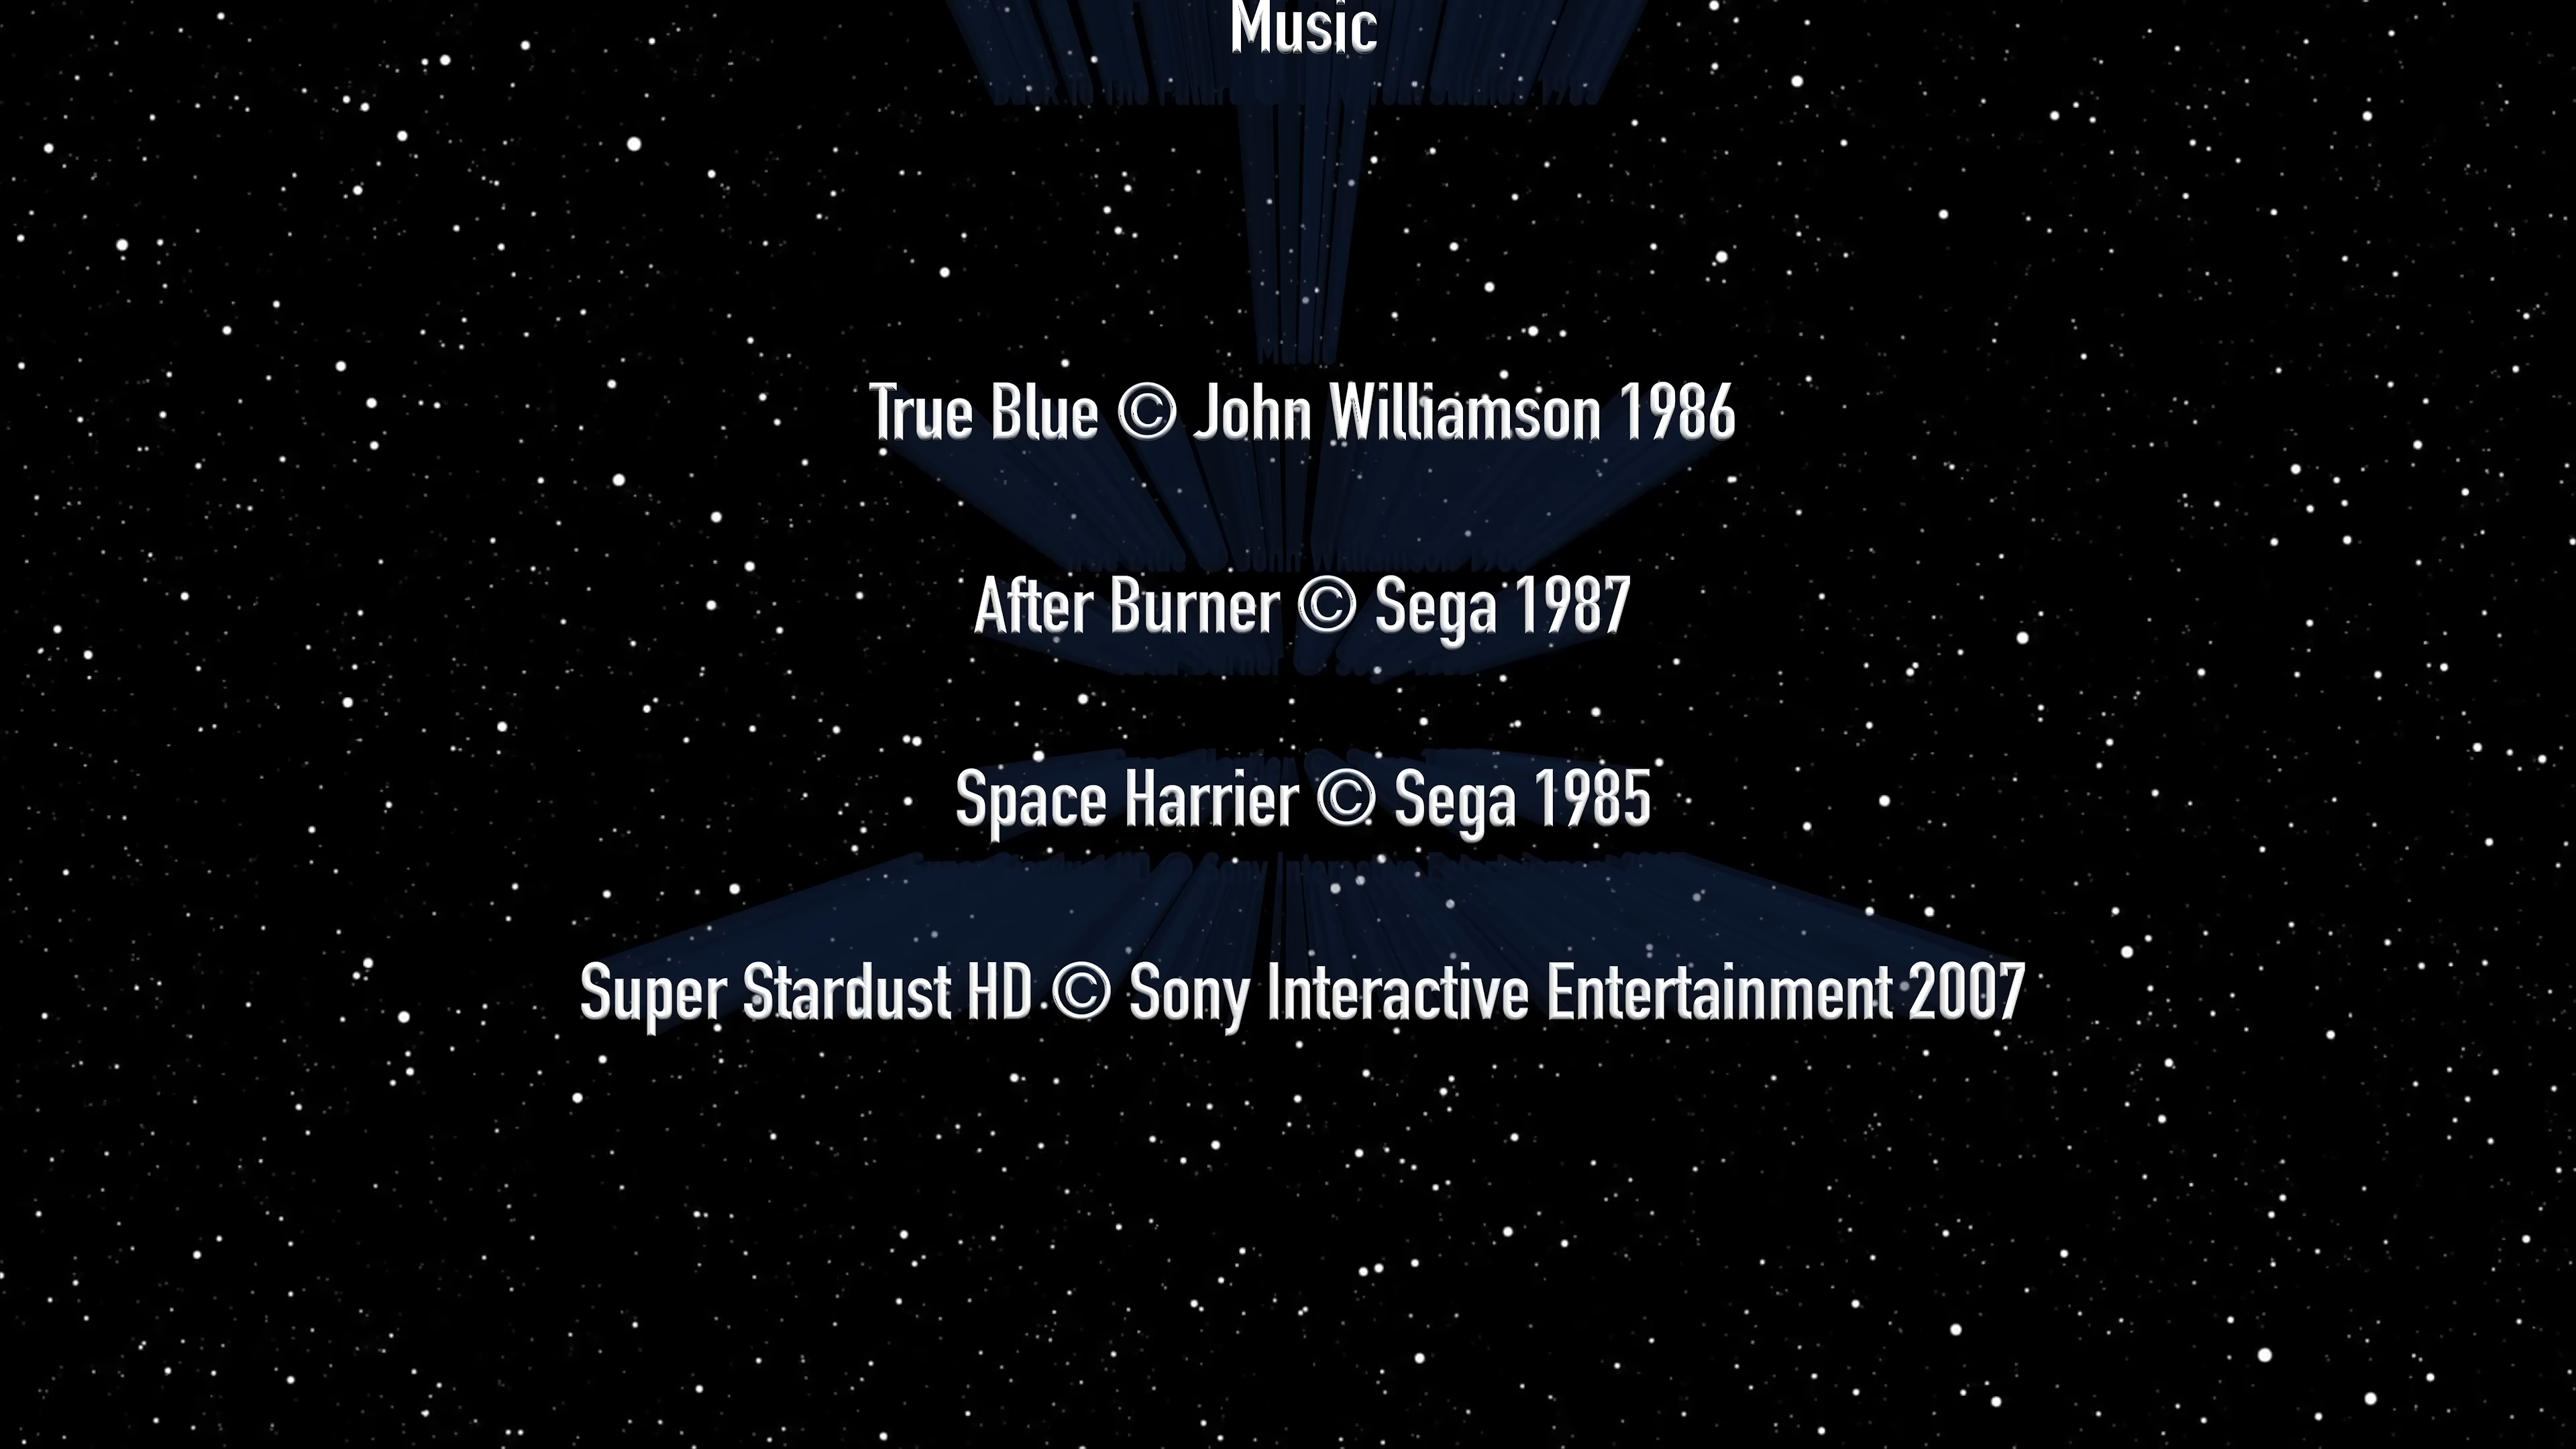 Music
True Blue © John Williamson 1986
After Burner © Sega 1987
Space Harrier © Sega 1985
Super Stardust HD © Sony Interactive Entertainment 2007